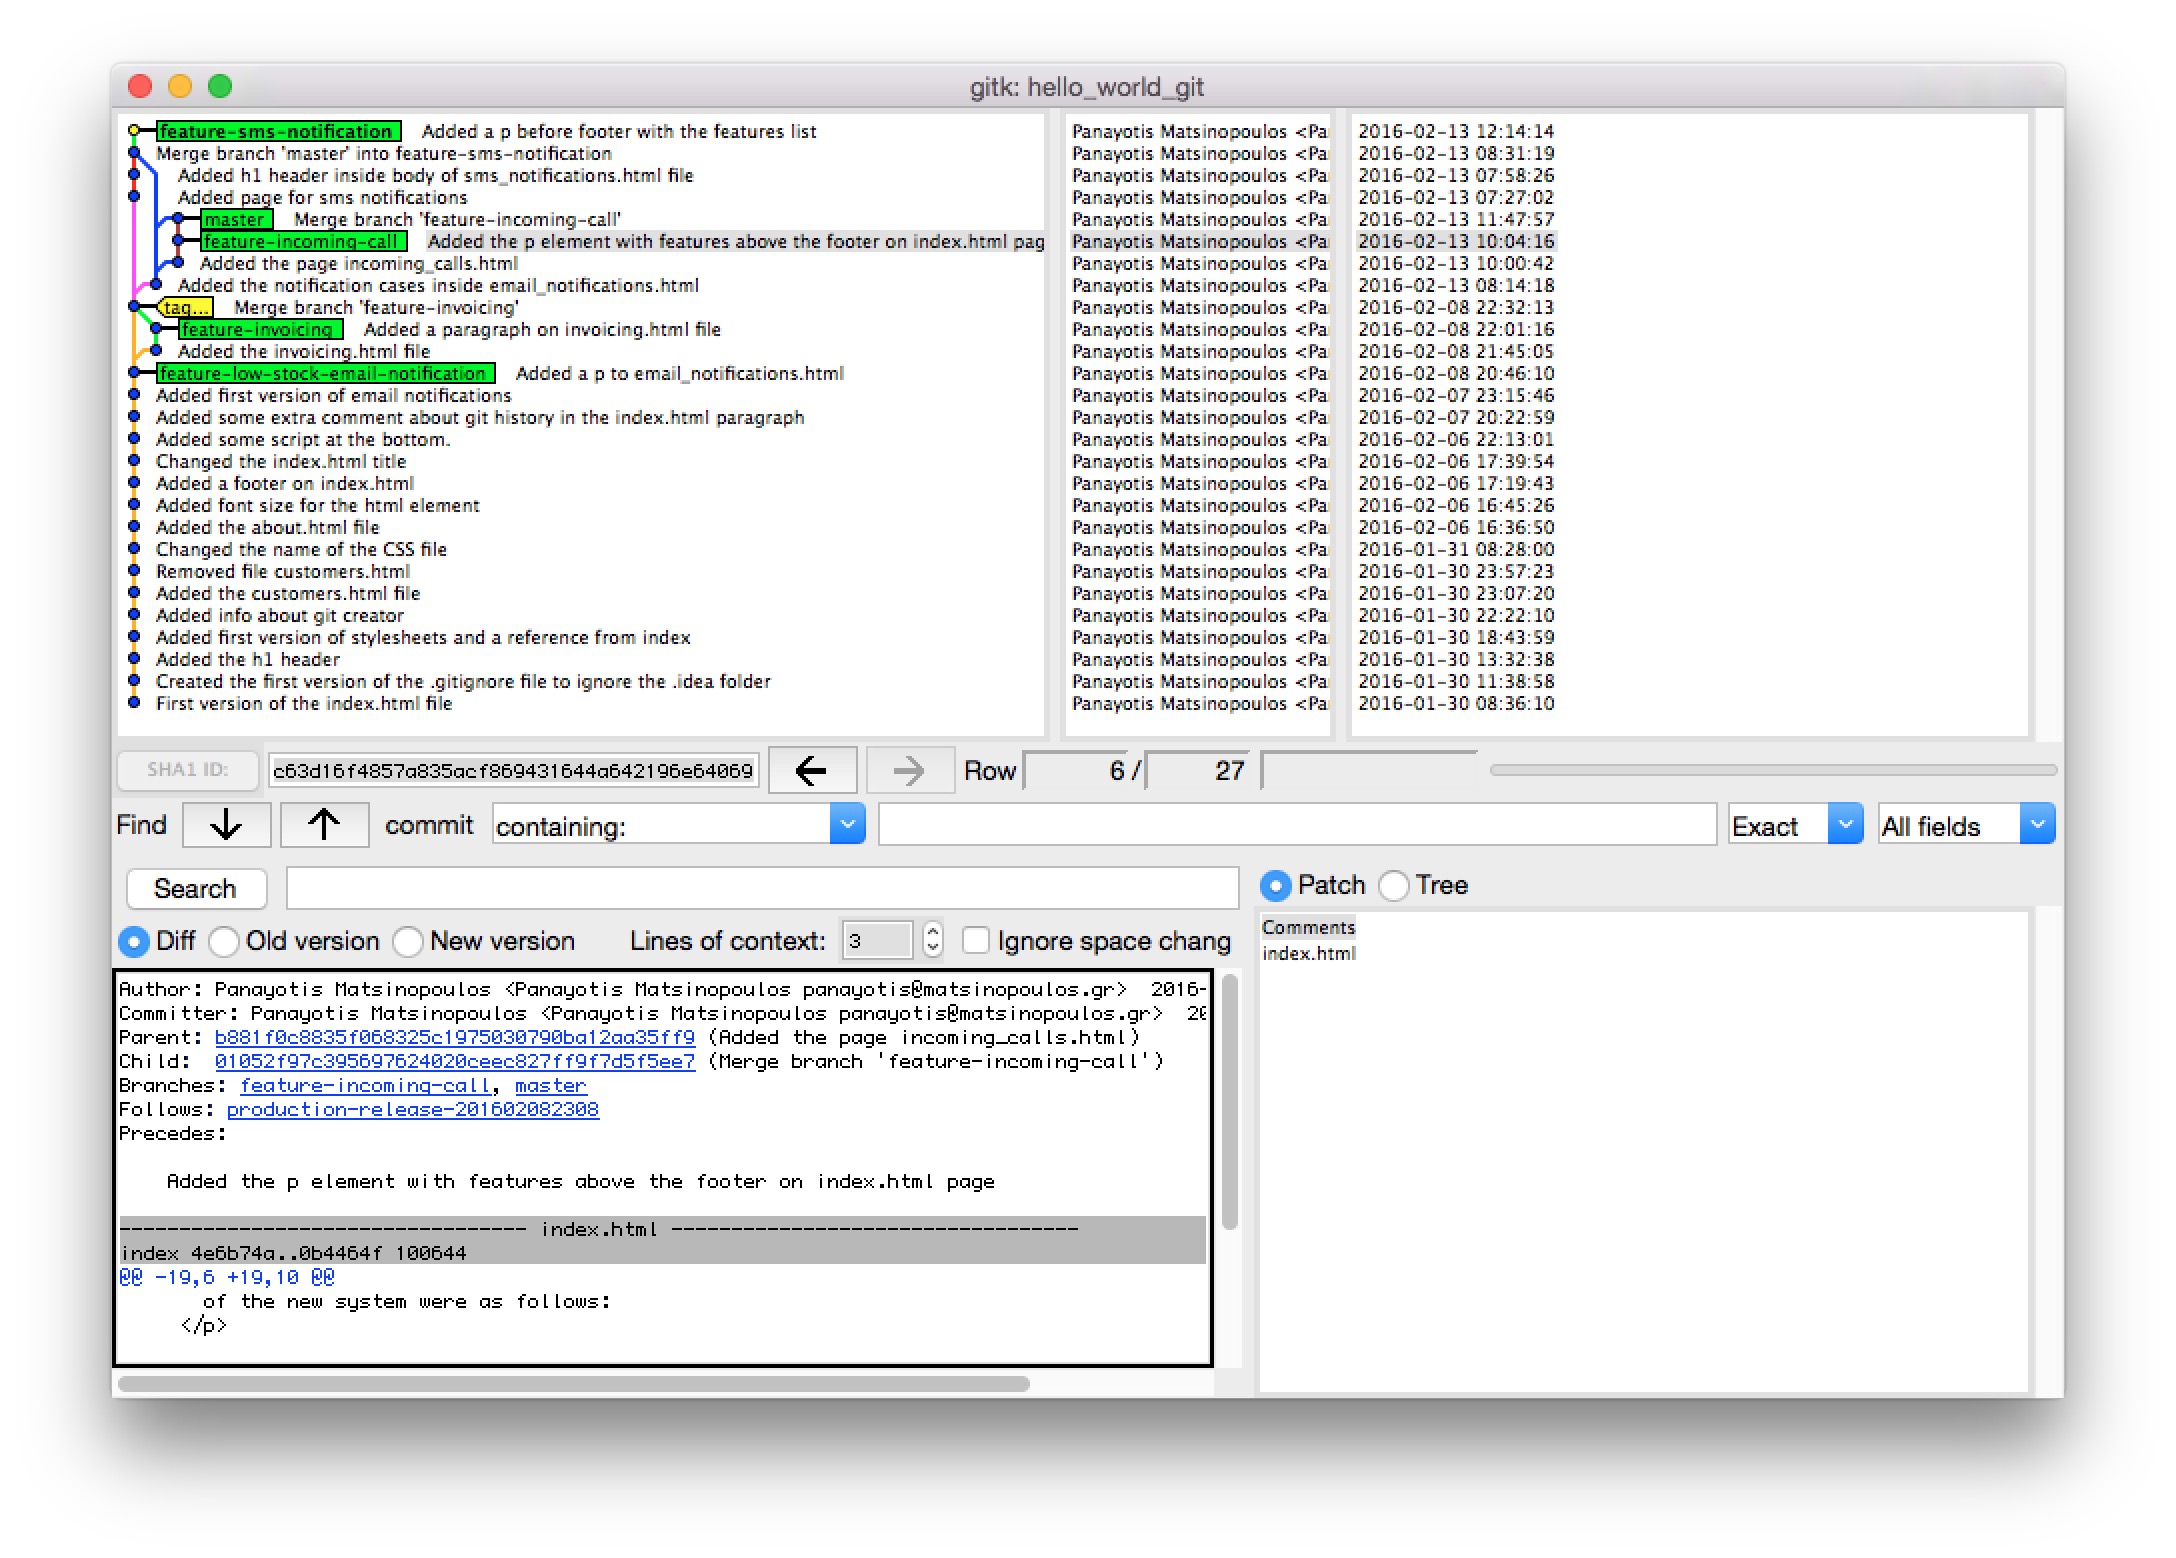 gitk: hello_world_git
feature-sms-notification Added a p before footer with the features list Panayotis Matsinopoulos <Pa 2016-02-13 12:14:14
Merge branch 'master' into feature-sms-notification Panayotis Matsinopoulos <Pa 2016-02-13 08:31:19
Added h1 header inside body of sms_notifications.html file Panayotis Matsinopoulos <Pa 2016-02-13 07:58:26
Added page for sms notifications Panayotis Matsinopoulos <Pa 2016-02-13 07:27:02
master Merge branch 'feature-incoming-call' Panayotis Matsinopoulos <Pa 2016-02-13 11:47:57
feature-incoming-call Added the p element with features above the footer on index.html pag Panayotis Matsinopoulos <Pa 2016-02-13 10:04:16
Added the page incoming_calls.html Panayotis Matsinopoulos <Pa 2016-02-13 10:00:42
Added the notification cases inside email_notifications.html Panayotis Matsinopoulos <Pa 2016-02-13 08:14:18
tag... Merge branch 'feature-invoicing' Panayotis Matsinopoulos <Pa 2016-02-08 22:32:13
feature-invoicing Added a paragraph on invoicing.html file Panayotis Matsinopoulos <Pa 2016-02-08 22:01:16
Added the invoicing.html file Panayotis Matsinopoulos <Pa 2016-02-08 21:45:05
feature-low-stock-email-notification Added a p to email_notifications.html Panayotis Matsinopoulos <Pa 2016-02-08 20:46:10
Added first version of email notifications Panayotis Matsinopoulos <Pa 2016-02-07 23:15:46
Added some extra comment about git history in the index.html paragraph Panayotis Matsinopoulos <Pa 2016-02-07 20:22:59
Added some script at the bottom. Panayotis Matsinopoulos <Pa 2016-02-06 22:13:01
Changed the index.html title Panayotis Matsinopoulos <Pa 2016-02-06 17:39:54
Added a footer on index.html Panayotis Matsinopoulos <Pa 2016-02-06 17:19:43
Added font size for the html element Panayotis Matsinopoulos <Pa 2016-02-06 16:45:26
Added the about.html file Panayotis Matsinopoulos <Pa 2016-02-06 16:36:50
Changed the name of the CSS file Panayotis Matsinopoulos <Pa 2016-01-31 08:28:00
Removed file customers.html Panayotis Matsinopoulos <Pa 2016-01-30 23:57:23
Added the customers.html file Panayotis Matsinopoulos <Pa 2016-01-30 23:07:20
Added info about git creator Panayotis Matsinopoulos <Pa 2016-01-30 22:22:10
Added first version of stylesheets and a reference from index Panayotis Matsinopoulos <Pa 2016-01-30 18:43:59
Added the h1 header Panayotis Matsinopoulos <Pa 2016-01-30 13:32:38
Created the first version of the .gitignore file to ignore the .idea folder Panayotis Matsinopoulos <Pa 2016-01-30 11:38:58
First version of the index.html file Panayotis Matsinopoulos <Pa 2016-01-30 08:36:10
SHA1 ID: c63d16f4857a835acf869431644a642196e64069 ← → Row 6 / 27
Find ↓ ↑ commit containing: Exact All fields
Search
Patch Tree
Diff Old version New version Lines of context: 3 Ignore space chang
Comments
index.html
Author: Panayotis Matsinopoulos <Panayotis Matsinopoulos panayotis@matsinopoulos.gr> 2016-
Committer: Panayotis Matsinopoulos <Panayotis Matsinopoulos panayotis@matsinopoulos.gr> 20
Parent: b881f0c8835f068325c1975030790ba12aa35ff9 (Added the page incoming_calls.html)
Child: 01052f97c395697624020ceec827ff9f7d5f5ee7 (Merge branch 'feature-incoming-call')
Branches: feature-incoming-call, master
Follows: production-release-201602082308
Precedes:
Added the p element with features above the footer on index.html page
---------------------------------- index.html ----------------------------------
index 4e6b74a..0b4464f 100644
@@ -19,6 +19,10 @@
of the new system were as follows:
</p>